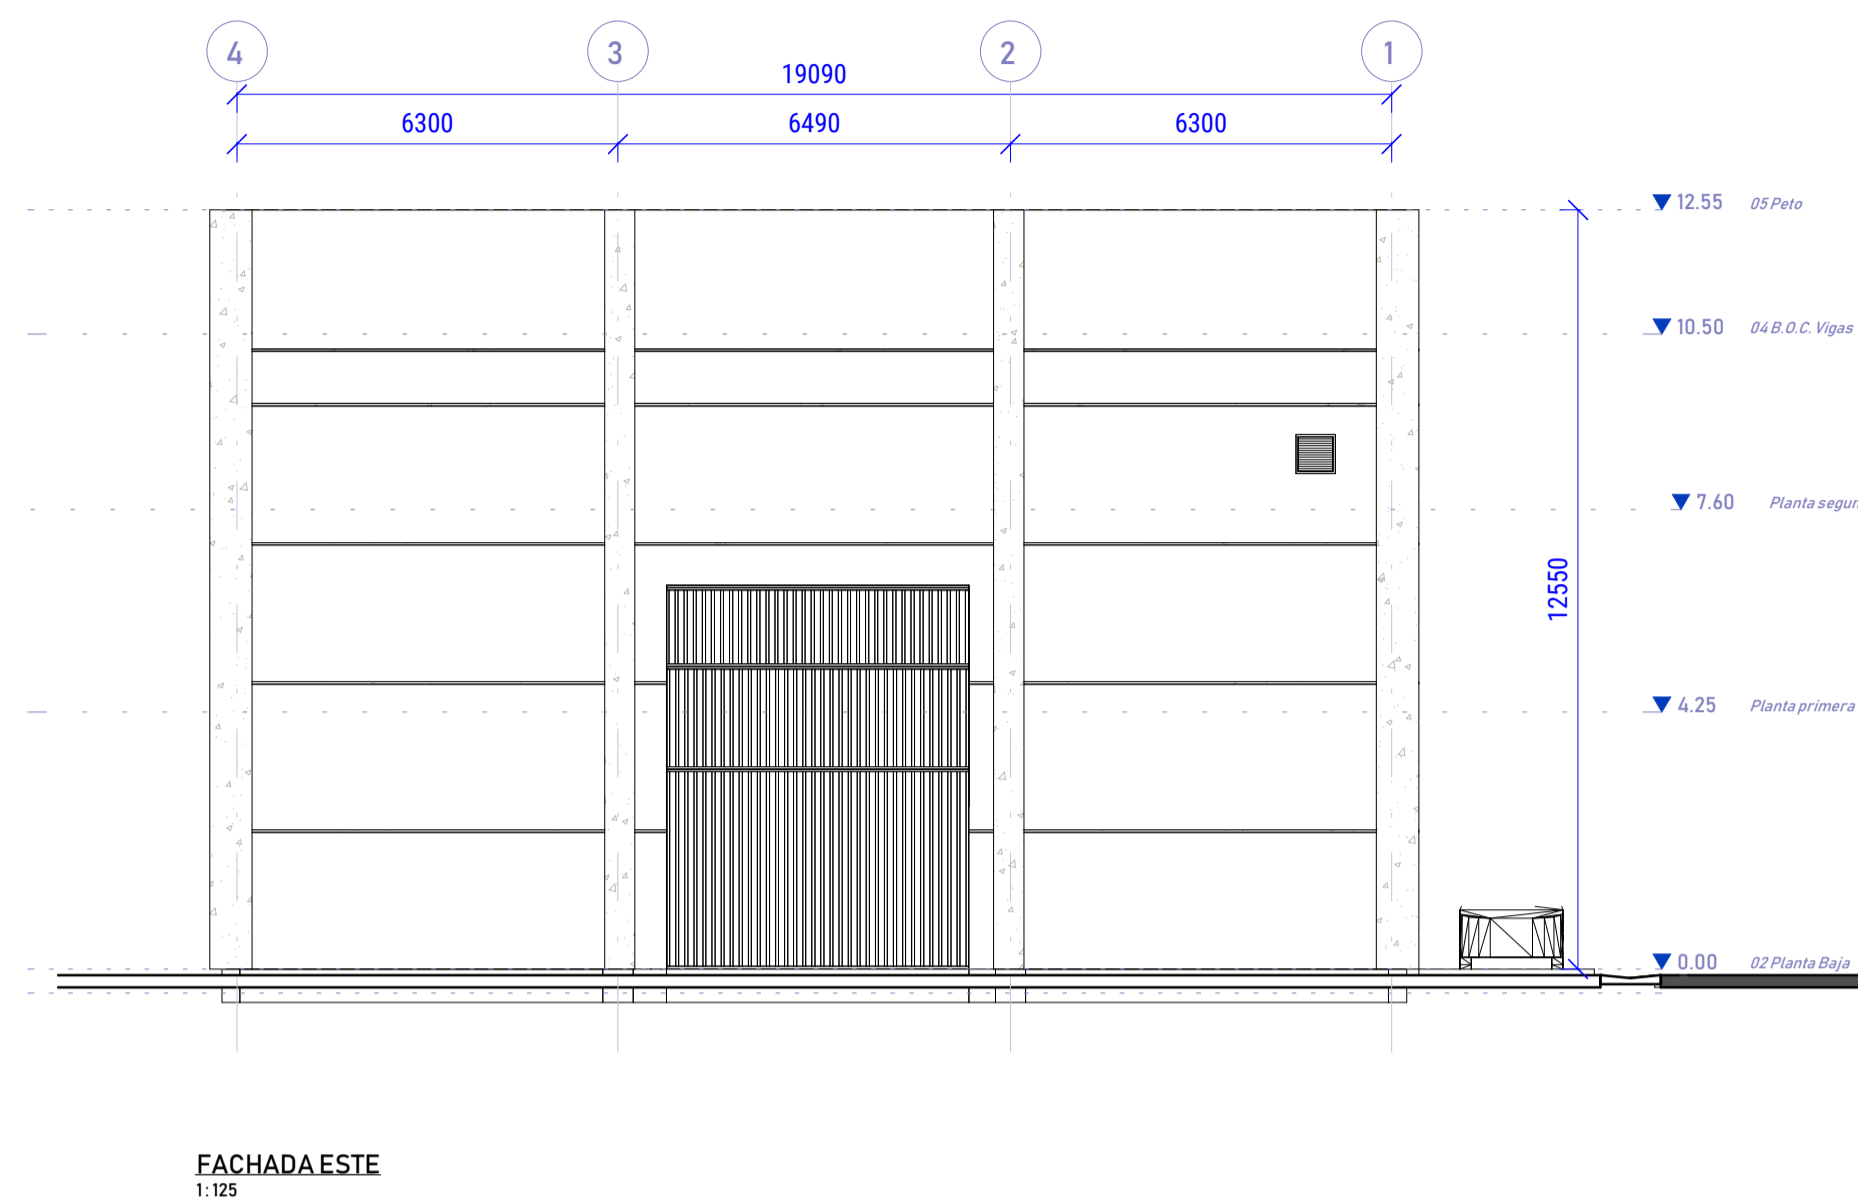 4 3 2 1
19090
6300 6490 6300
12.55 05 Peto
10.50 04 B.O.C. Vigas
7.60 Planta
12550
4.25 Planta primera
0.00 02 Planta Baja
FACHADA ESTE
1 : 125